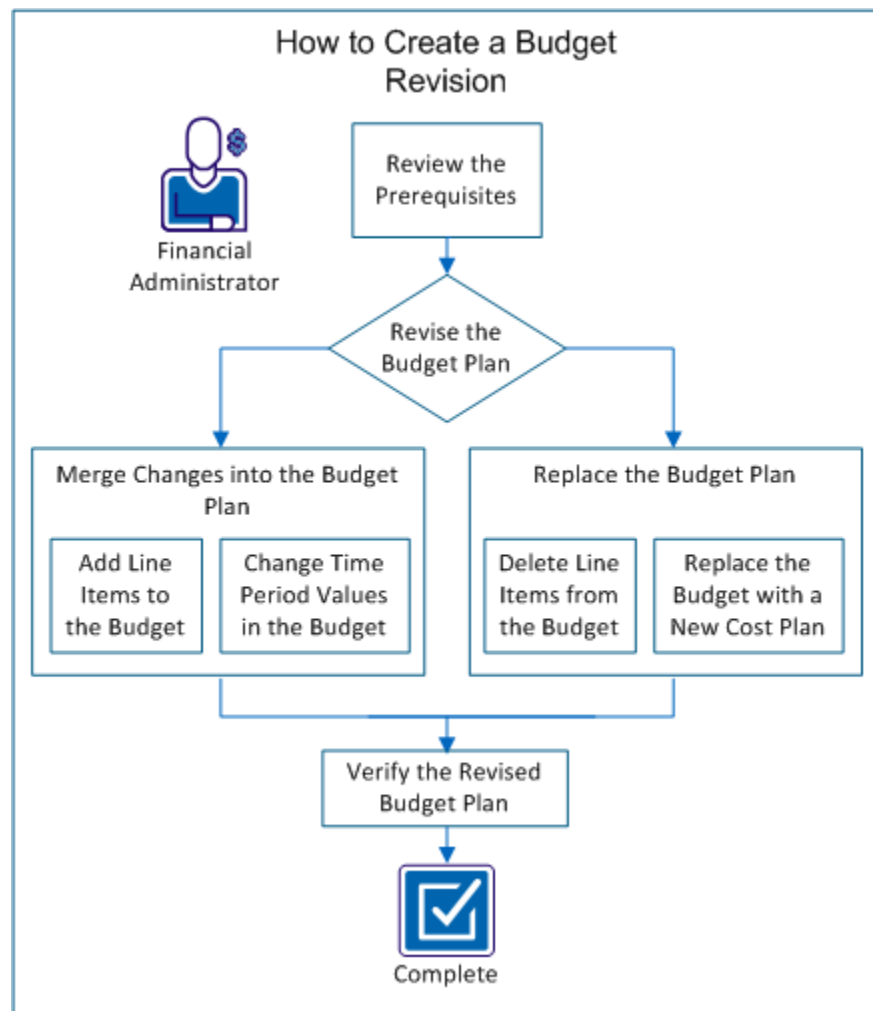 How to Create a Budget
Revision
Review the
Prerequisites
$
Financial
Administrator
Revise the
Budget Plan
Merge Changes into the Budget
Plan
Add Line
Items to
the Budget
Change Time
Period Values
in the Budget
Replace the Budget Plan
Delete Line
Items from
the Budget
Replace the
Budget with a
New Cost Plan
Verify the Revised
Budget Plan
Complete